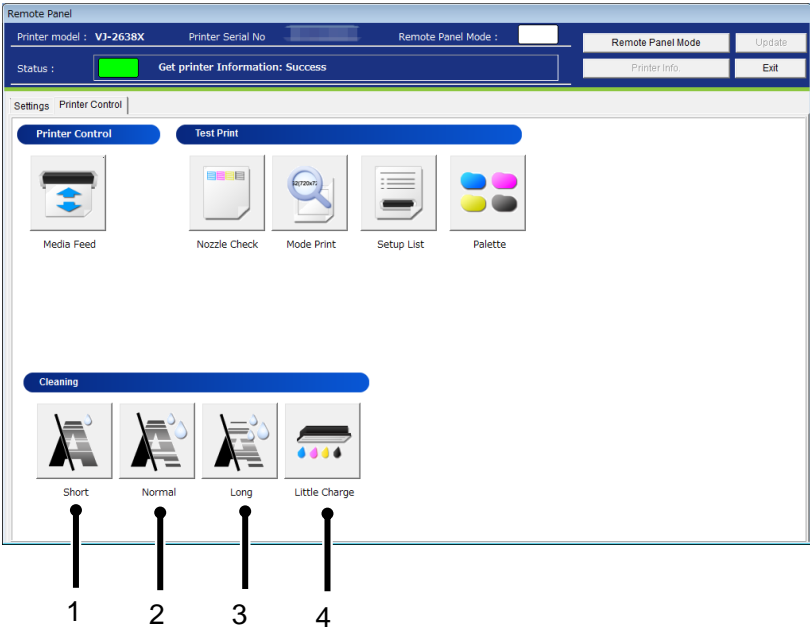 Remote Panel
Printer model : VJ-2638X Printer Serial No Remote Panel Mode :
Remote Panel Mode Update
Status : Get printer Information: Success
Printer Info. Exit
Settings Printer Control
Printer Control Test Print
Media Feed Nozzle Check Mode Print Setup List Palette
Cleaning
Short Normal Long Little Charge
1 2 3 4